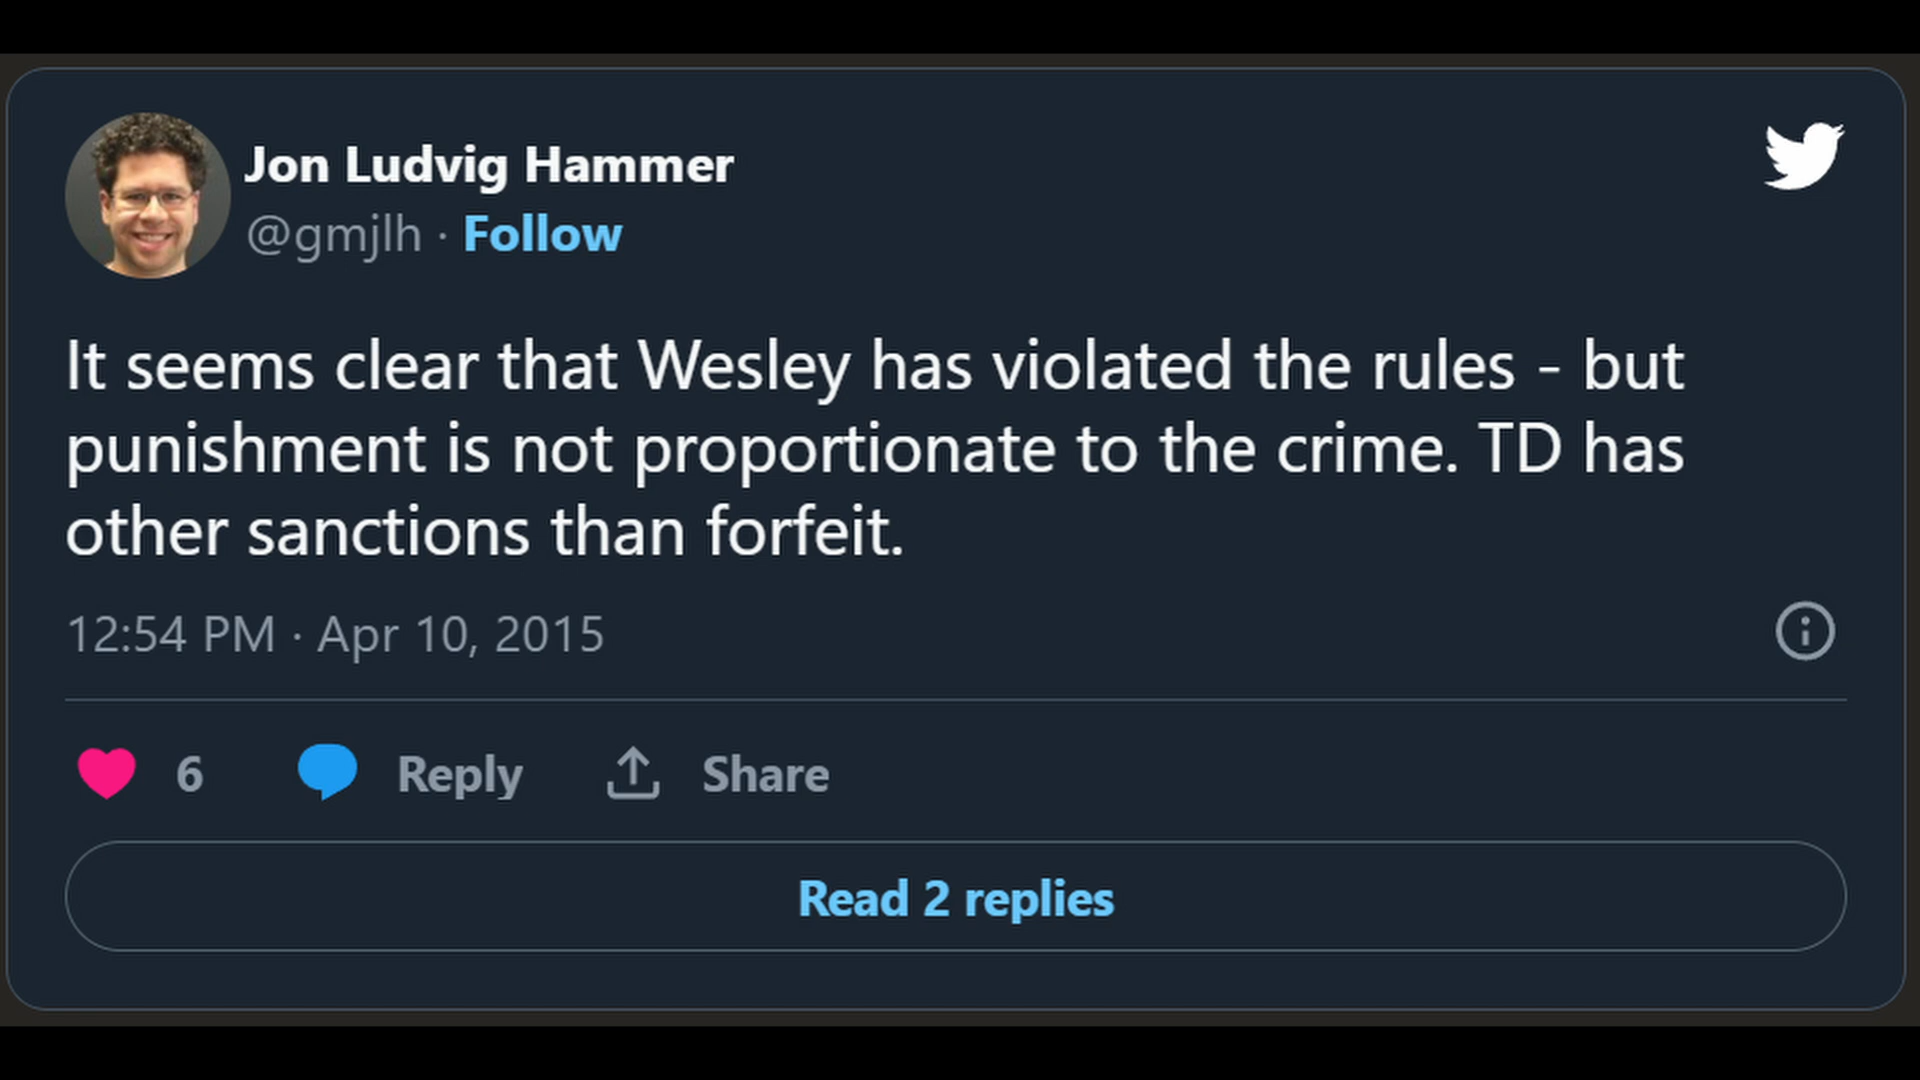 Jon Ludvig Hammer
@gmjlh · Follow
It seems clear that Wesley has violated the rules - but
punishment is not proportionate to the crime. TD has
other sanctions than forfeit.
12:54 PM · Apr 10, 2015
6 Reply Share
Read 2 replies